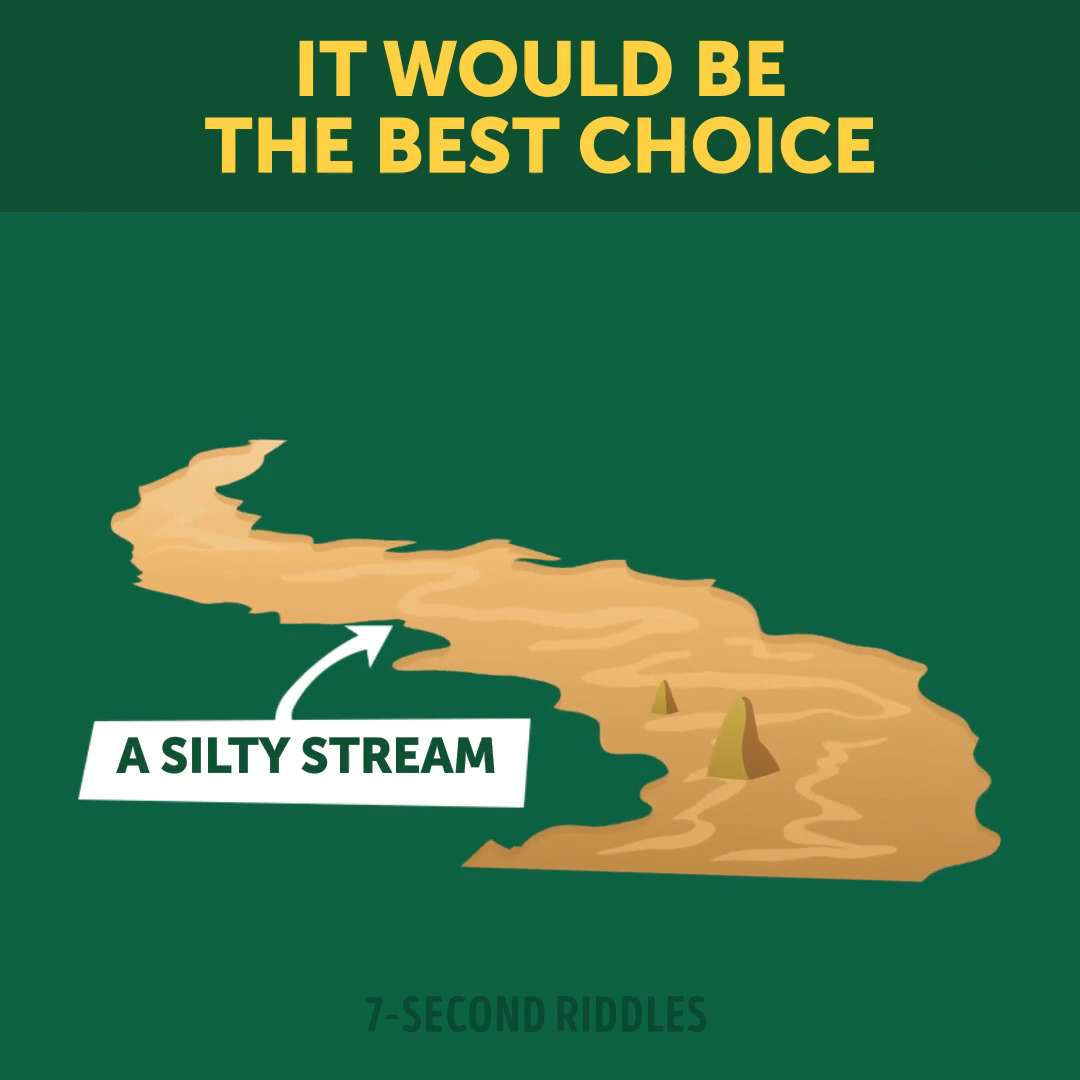 IT WOULD BE
THE BEST CHOICE
A SILTY STREAM
7-SECOND RIDDLES